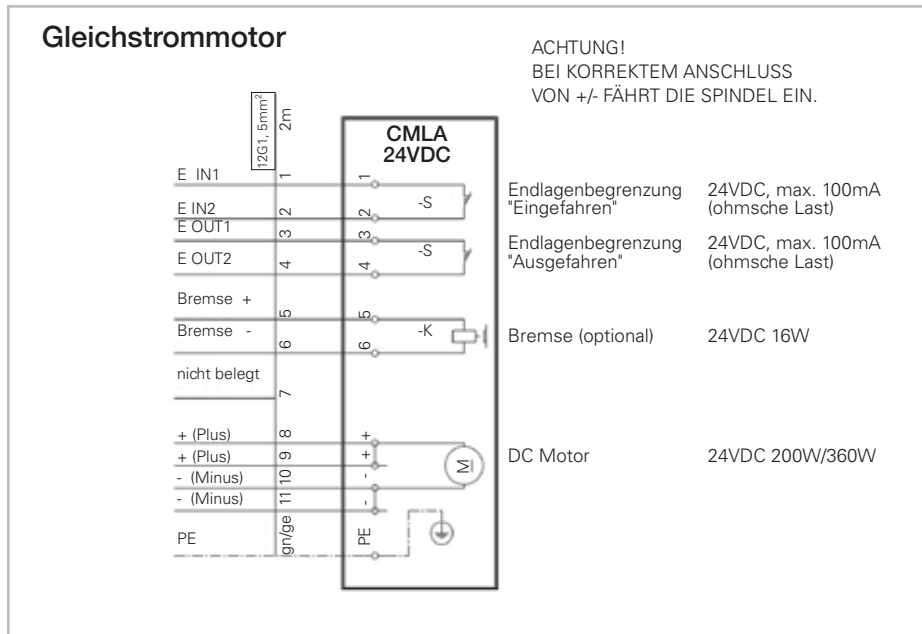 Gleichstrommotor
ACHTUNG!
BEI KORREKTEM ANSCHLUSS
VON +/- FÄHRT DIE SPINDEL EIN.
12G1, 5mm²
2m
CMLA
24VDC
E IN1
1
1
E IN2
2
2
-S
Endlagenbegrenzung
"Eingefahren"
24VDC, max. 100mA
(ohmsche Last)
E OUT1
3
3
E OUT2
4
4
-S
Endlagenbegrenzung
"Ausgefahren"
24VDC, max. 100mA
(ohmsche Last)
Bremse +
5
5
Bremse -
6
6
-K
Bremse (optional)
24VDC 16W
nicht belegt
7
+ (Plus)
8
+
+ (Plus)
9
+
- (Minus)
10
-
- (Minus)
11
-
M
DC Motor
24VDC 200W/360W
PE
gn/ge
PE